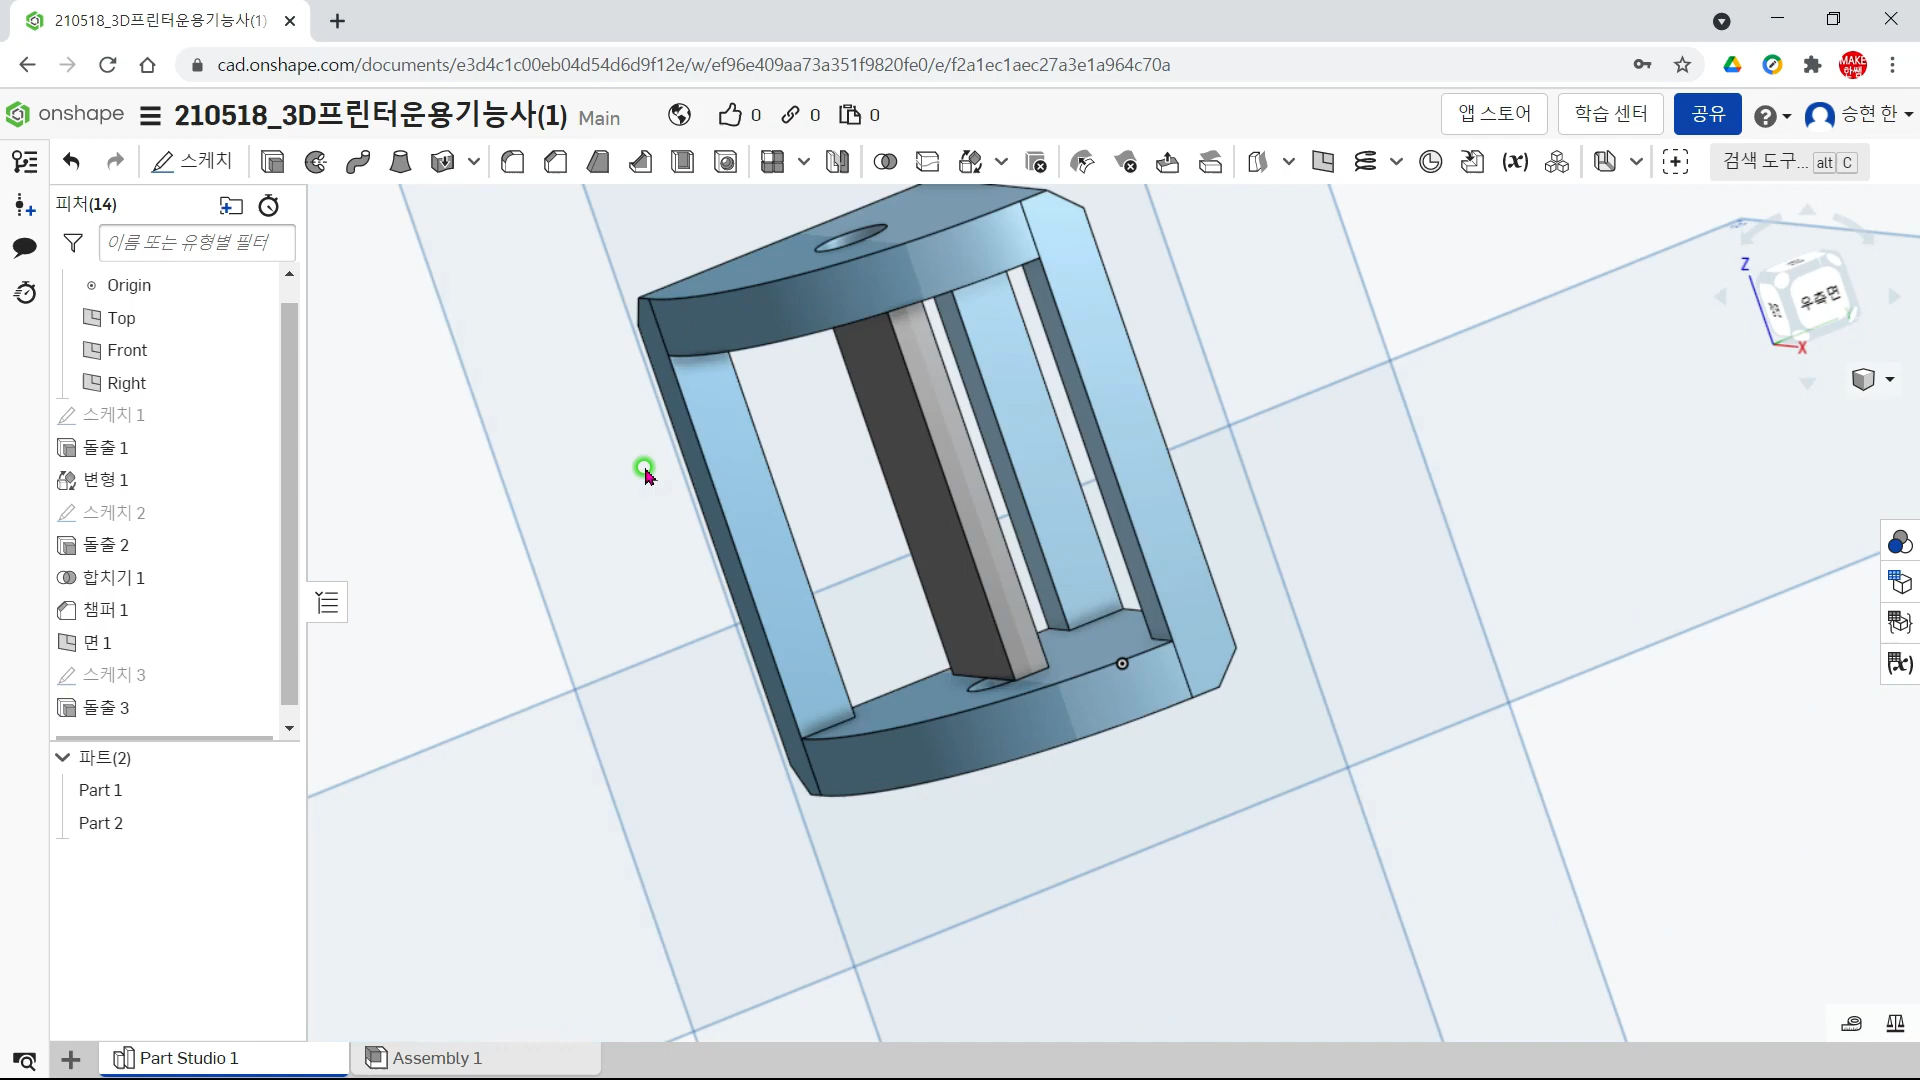 210518_3D프린터운용기능사(1)
cad.onshape.com/documents/e3d4c1c00eb04d54d6d9f12e/w/ef96e409aa73a351f9820fe0/e/f2a1ec1aec27a3e1a964c70a
MAKE
한쌤
onshape
210518_3D프린터운용기능사(1) Main
0
0
0
앱 스토어
학습 센터
공유
승현 한
스케치
(x)
검색 도구... alt C
피처(14)
이름 또는 유형별 필터
Origin
Top
Front
Right
스케치 1
돌출 1
변형 1
스케치 2
돌출 2
합치기 1
챔퍼 1
면 1
스케치 3
돌출 3
파트(2)
Part 1
Part 2
Z
우측면
Y
X
(x)
Part Studio 1
Assembly 1